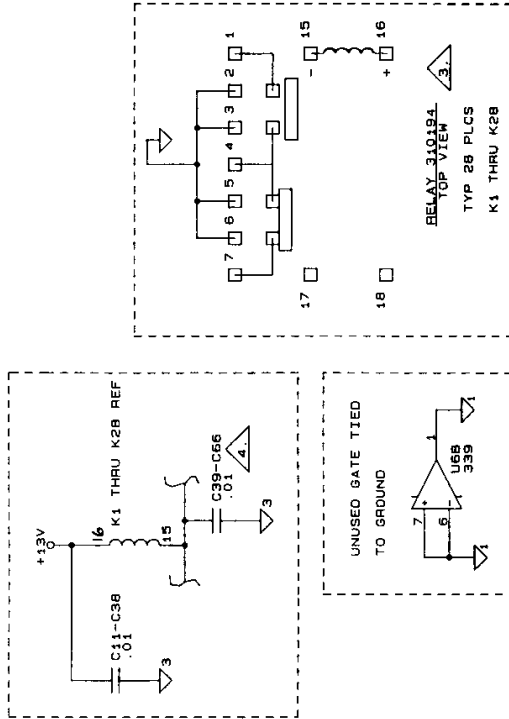 +13V
16
K1 THRU K28 REF
15
C11-C38
.01
3
C39-C66
.01
4.
3
UNUSED GATE TIED
TO GROUND
7
+
6
-
1
U6B
339
1
1
7
6
5
4
3
2
1
17
15
-
18
16
+
RELAY 310194
TOP VIEW
3.
TYP 28 PLCS
K1 THRU K28